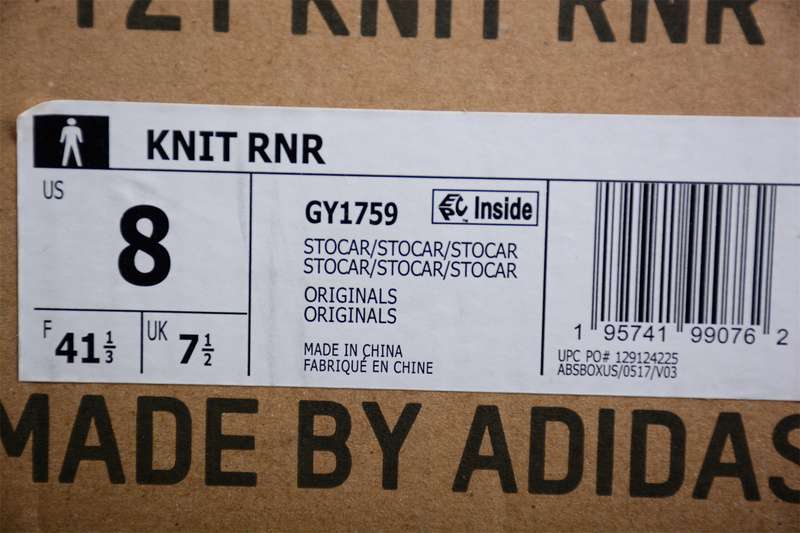 YZY KNIT RNR
KNIT RNR
US
8
F 41 1/3
UK 7 1/2
GY1759
EPC Inside
STOCAR/STOCAR/STOCAR
STOCAR/STOCAR/STOCAR
ORIGINALS
ORIGINALS
MADE IN CHINA
FABRIQUÉ EN CHINE
1 95741 99076 2
UPC PO# 129124225
ABSBOXUS/0517/V03
MADE BY ADIDAS